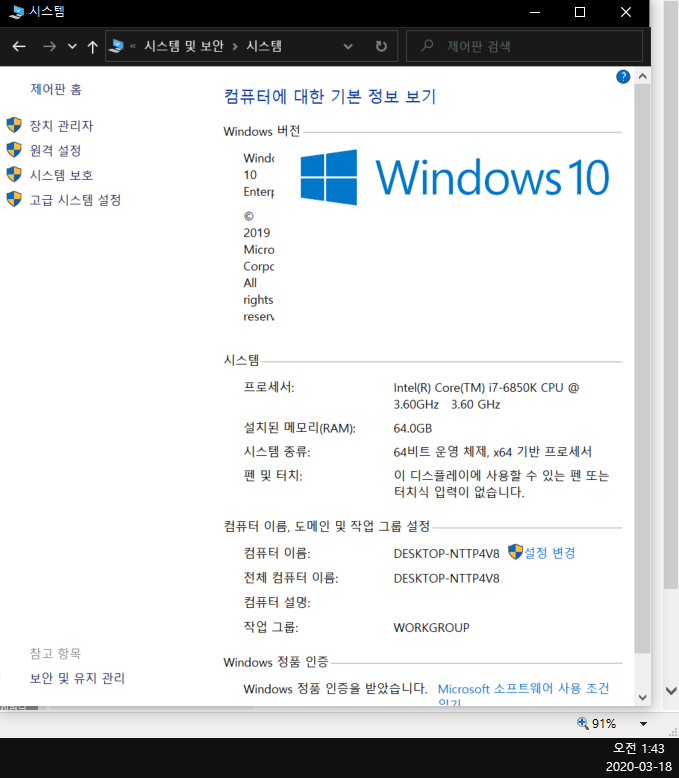 시스템
« 시스템 및 보안 › 시스템
제어판 검색
제어판 홈
장치 관리자
원격 설정
시스템 보호
고급 시스템 설정
컴퓨터에 대한 기본 정보 보기
Windows 버전
Windo
10
Enterp
©
2019
Micro
Corpo
All
rights
reserv
Windows 10
시스템
프로세서:
Intel(R) Core(TM) i7-6850K CPU @
3.60GHz 3.60 GHz
설치된 메모리(RAM):
64.0GB
시스템 종류:
64비트 운영 체제, x64 기반 프로세서
펜 및 터치:
이 디스플레이에 사용할 수 있는 펜 또는
터치식 입력이 없습니다.
컴퓨터 이름, 도메인 및 작업 그룹 설정
컴퓨터 이름:
DESKTOP-NTTP4V8
설정 변경
전체 컴퓨터 이름:
DESKTOP-NTTP4V8
컴퓨터 설명:
작업 그룹:
WORKGROUP
참고 항목
보안 및 유지 관리
Windows 정품 인증
Windows 정품 인증을 받았습니다.
Microsoft 소프트웨어 사용 조건
읽기
91%
오전 1:43
2020-03-18